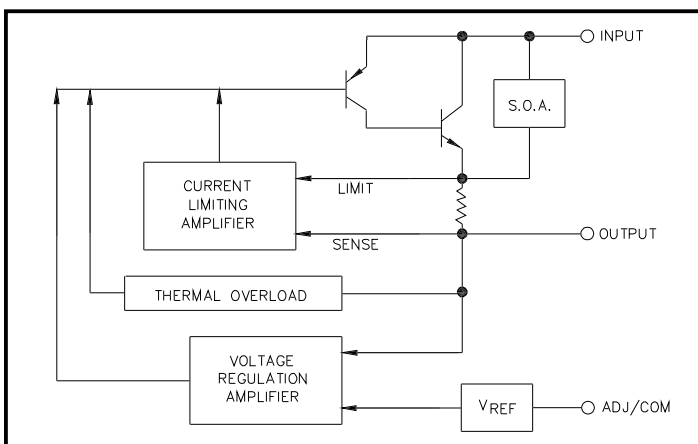 INPUT
S.O.A.
CURRENT
LIMITING
AMPLIFIER
LIMIT
SENSE
OUTPUT
THERMAL OVERLOAD
VOLTAGE
REGULATION
AMPLIFIER
VREF
ADJ/COM